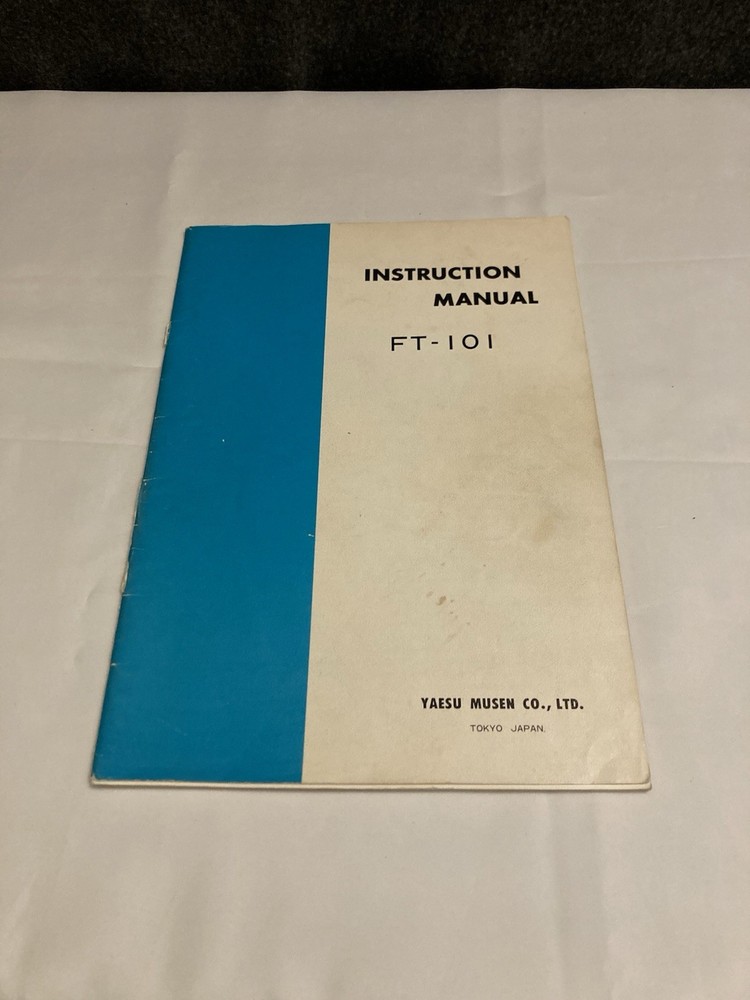 INSTRUCTION
MANUAL
FT-101
YAESU MUSEN CO., LTD.
TOKYO JAPAN.